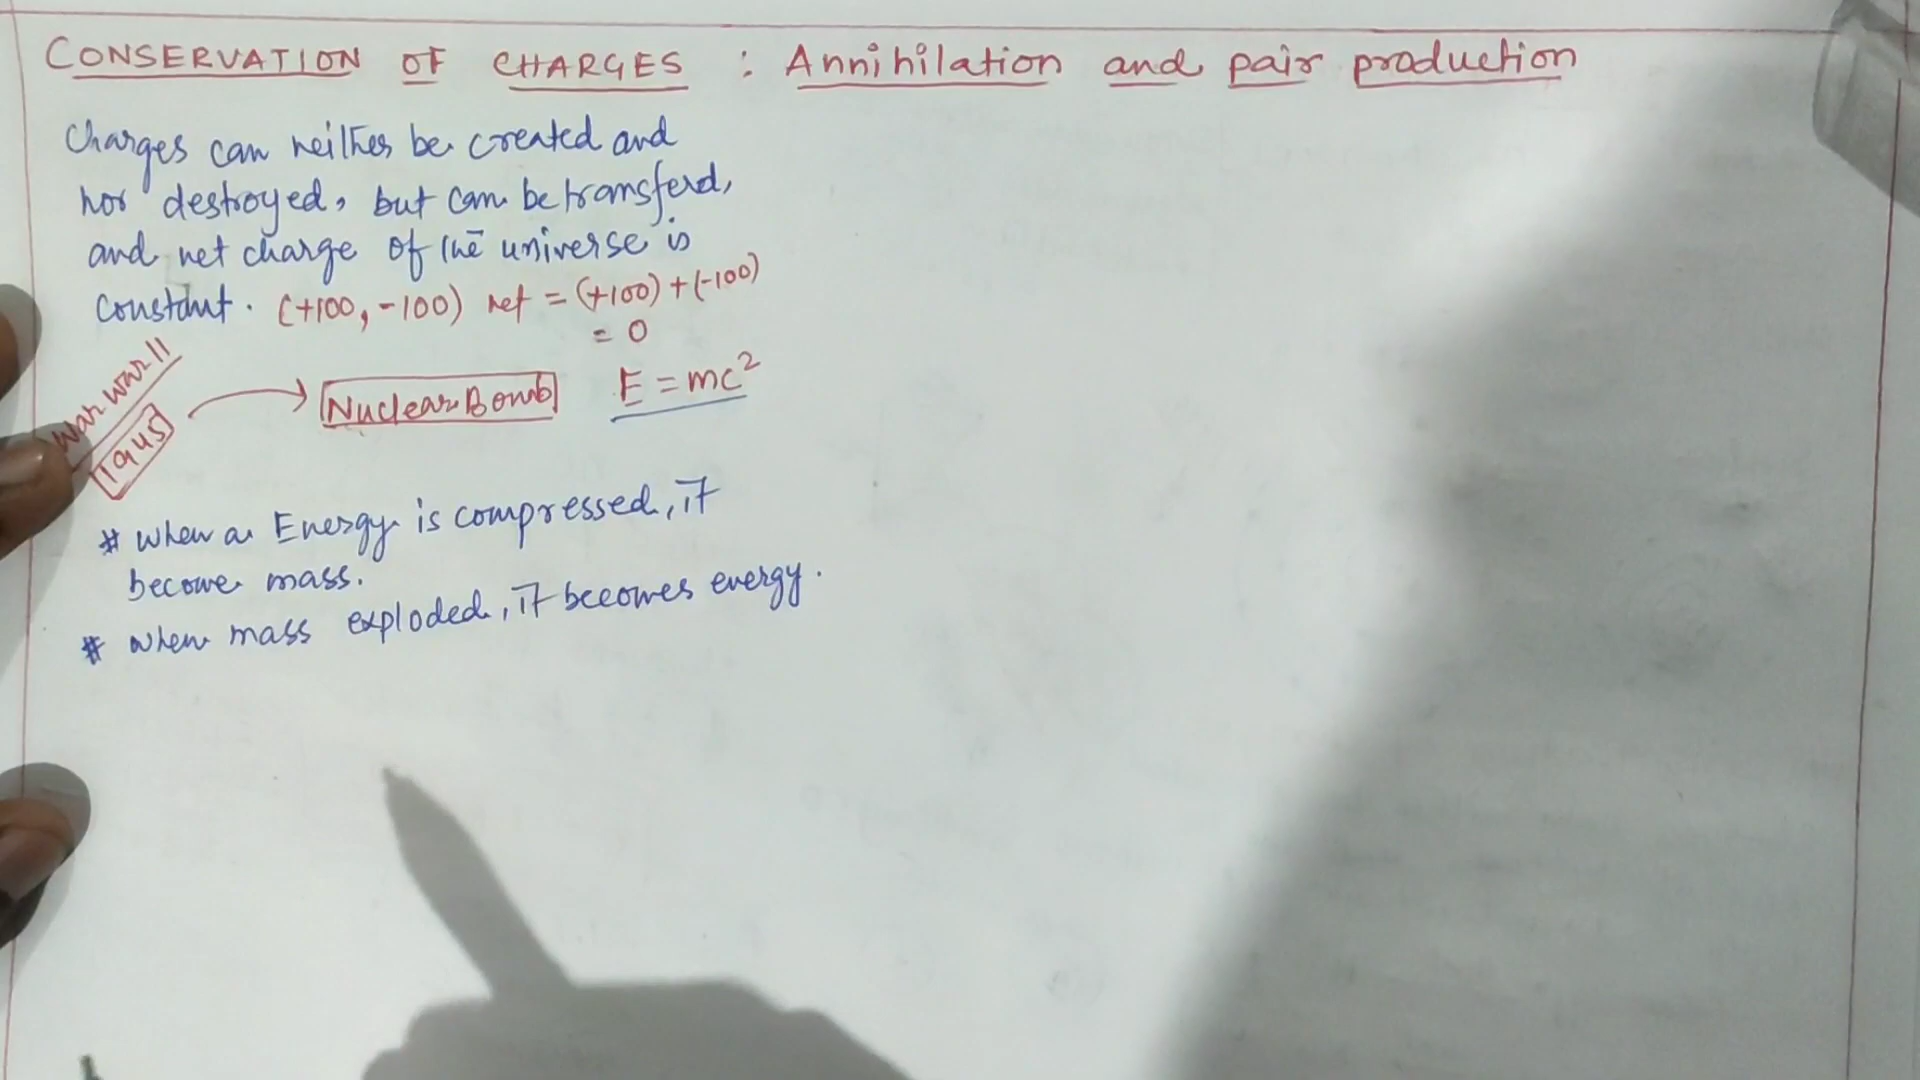 CONSERVATION OF CHARGES : Annihilation and pair production
Charges can neither be created and
nor destroyed, but can be transferd,
and net charge of the universe is
constant. (+100, -100) net = (+100) + (-100)
= 0
war war II
1945
Nuclear Bomb E = mc²
# when a Energy is compressed, it
become mass.
# when mass exploded, it becomes energy.